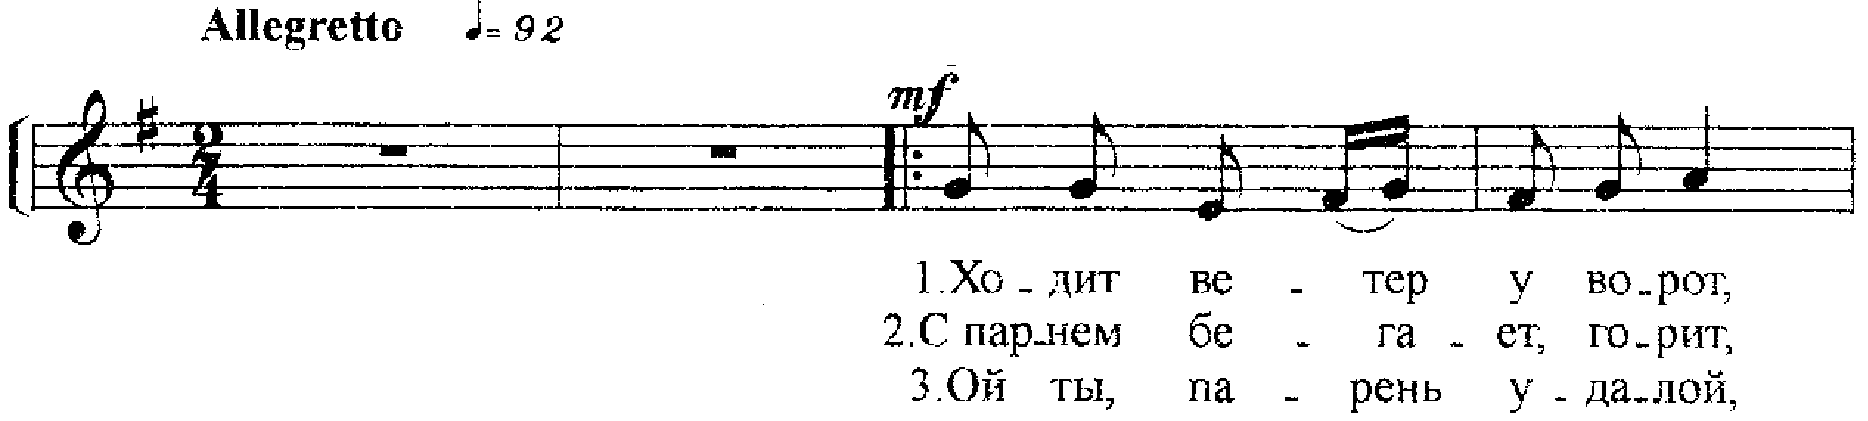 Allegretto ♩= 92
mf
1.Хо - дит ве - тер у во-рот,
2.С пар-нем бе - га - ет, го-рит,
3.Ой ты, па - рень у - да-лой,